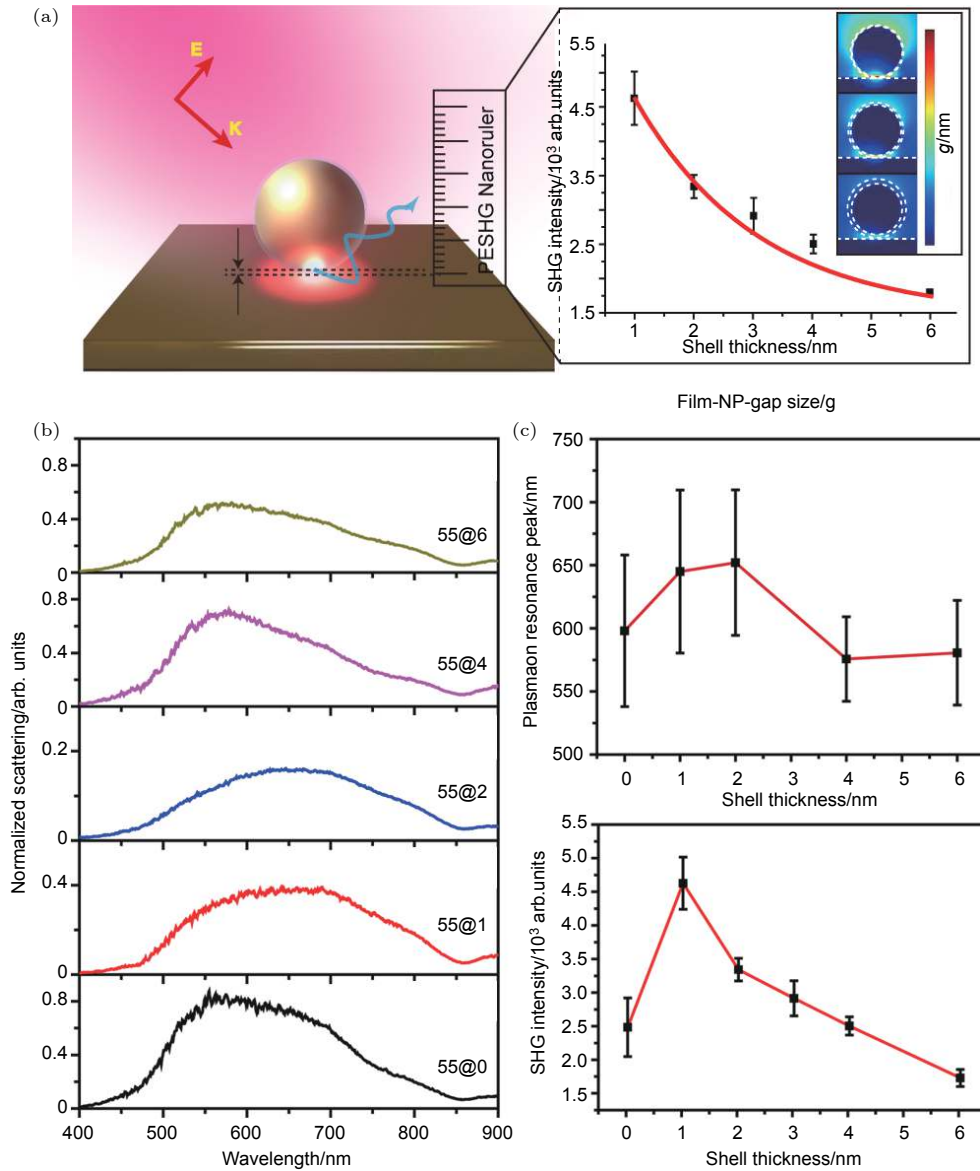 (a)
E
K
PESHG Nanoruler
SHG intensity/10³ arb.units
5.5
4.5
3.5
2.5
1.5
1 2 3 4 5 6
Shell thickness/nm
g/nm
Film-NP-gap size/g
(b)
Normalized scattering/arb. units
0.8
0.4
0
55@6
0.8
0.4
0
55@4
0.2
0
55@2
0.4
0
55@1
0.8
0.4
0
55@0
400 500 600 700 800 900
Wavelength/nm
(c)
Plasmaon resonance peak/nm
750
700
650
600
550
500
0 1 2 3 4 5 6
Shell thickness/nm
SHG intensity/10³ arb.units
5.5
5.0
4.5
4.0
3.5
3.0
2.5
2.0
1.5
0 1 2 3 4 5 6
Shell thickness/nm